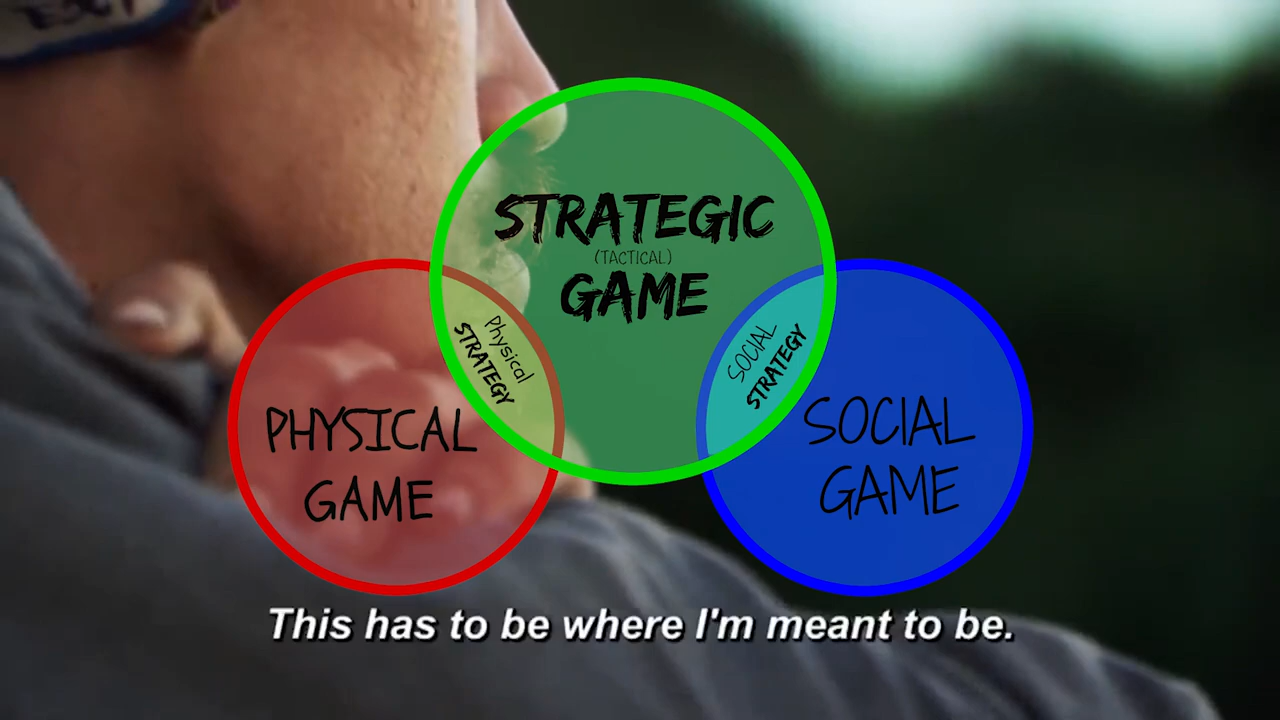 STRATEGIC
(TACTICAL)
GAME
Physical
STRATEGY
SOCIAL
STRATEGY
PHYSICAL
GAME
SOCIAL
GAME
This has to be where I'm meant to be.